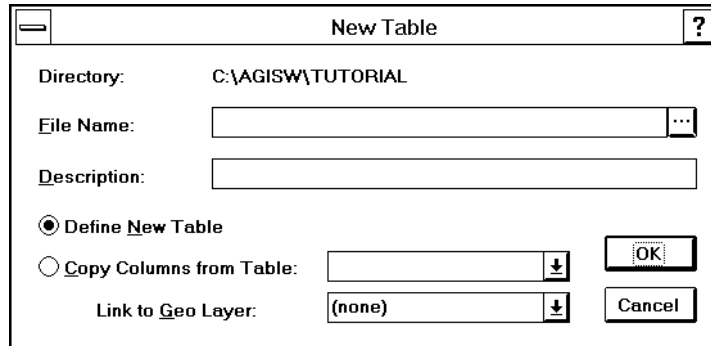 New Table ?
Directory: C:\AGISW\TUTORIAL
File Name: ...
Description:
Define New Table
Copy Columns from Table:
OK
Link to Geo Layer: (none)
Cancel